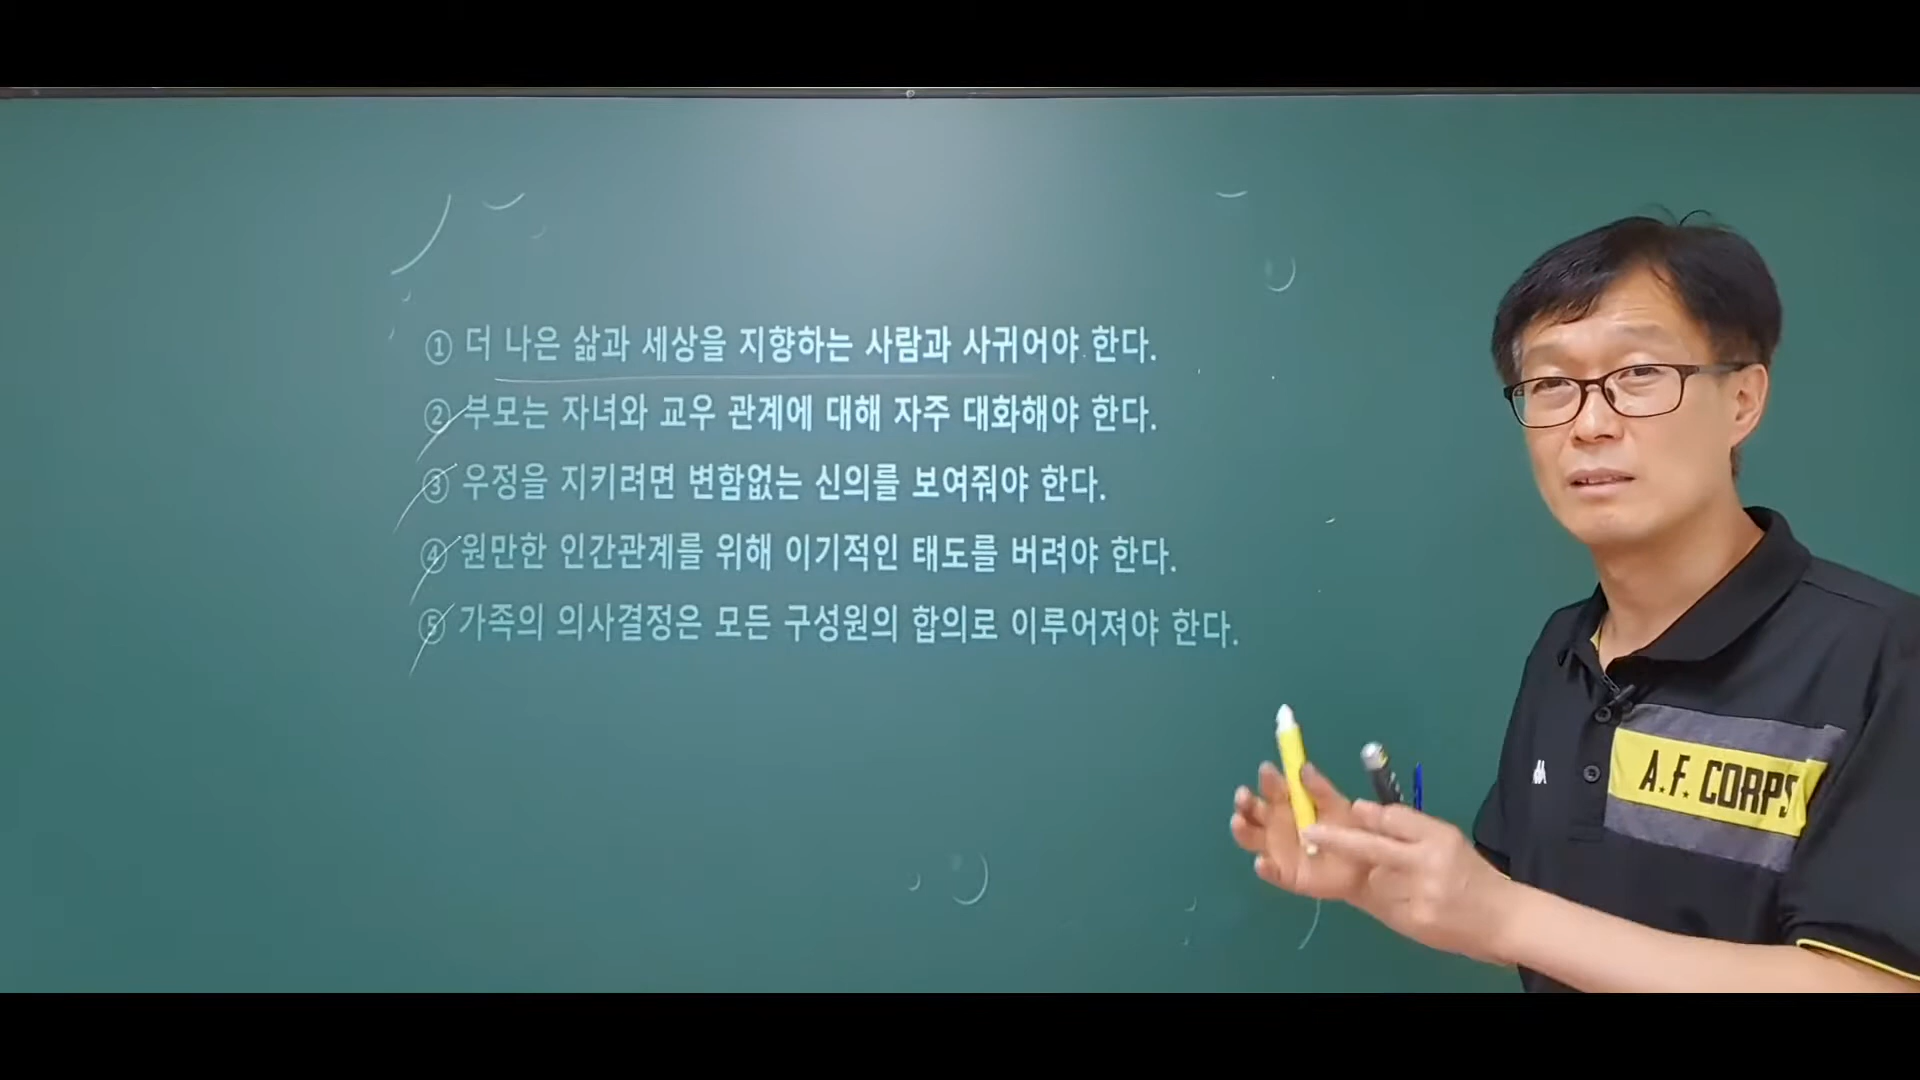 ① 더 나은 삶과 세상을 지향하는 사람과 사귀어야 한다.
② 부모는 자녀와 교우 관계에 대해 자주 대화해야 한다.
③ 우정을 지키려면 변함없는 신의를 보여줘야 한다.
④ 원만한 인간관계를 위해 이기적인 태도를 버려야 한다.
⑤ 가족의 의사결정은 모든 구성원의 합의로 이루어져야 한다.
A.F. CORPS